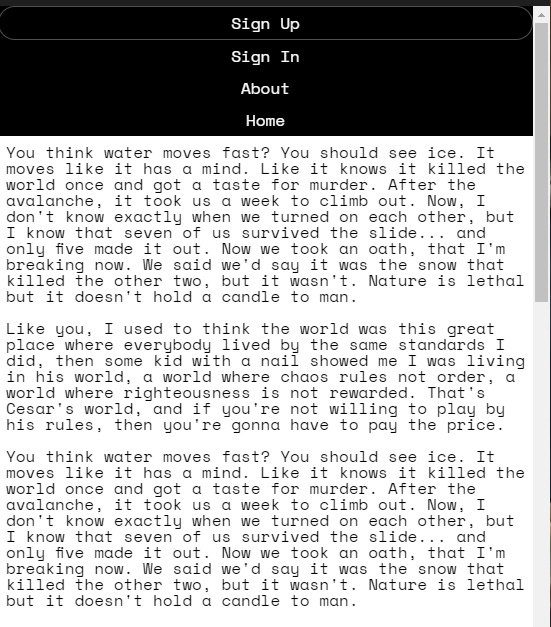 Sign Up
Sign In
About
Home
You think water moves fast? You should see ice. It
moves like it has a mind. Like it knows it killed the
world once and got a taste for murder. After the
avalanche, it took us a week to climb out. Now, I
don't know exactly when we turned on each other, but
I know that seven of us survived the slide... and
only five made it out. Now we took an oath, that I'm
breaking now. We said we'd say it was the snow that
killed the other two, but it wasn't. Nature is lethal
but it doesn't hold a candle to man.
Like you, I used to think the world was this great
place where everybody lived by the same standards I
did, then some kid with a nail showed me I was living
in his world, a world where chaos rules not order, a
world where righteousness is not rewarded. That's
Cesar's world, and if you're not willing to play by
his rules, then you're gonna have to pay the price.
You think water moves fast? You should see ice. It
moves like it has a mind. Like it knows it killed the
world once and got a taste for murder. After the
avalanche, it took us a week to climb out. Now, I
don't know exactly when we turned on each other, but
I know that seven of us survived the slide... and
only five made it out. Now we took an oath, that I'm
breaking now. We said we'd say it was the snow that
killed the other two, but it wasn't. Nature is lethal
but it doesn't hold a candle to man.